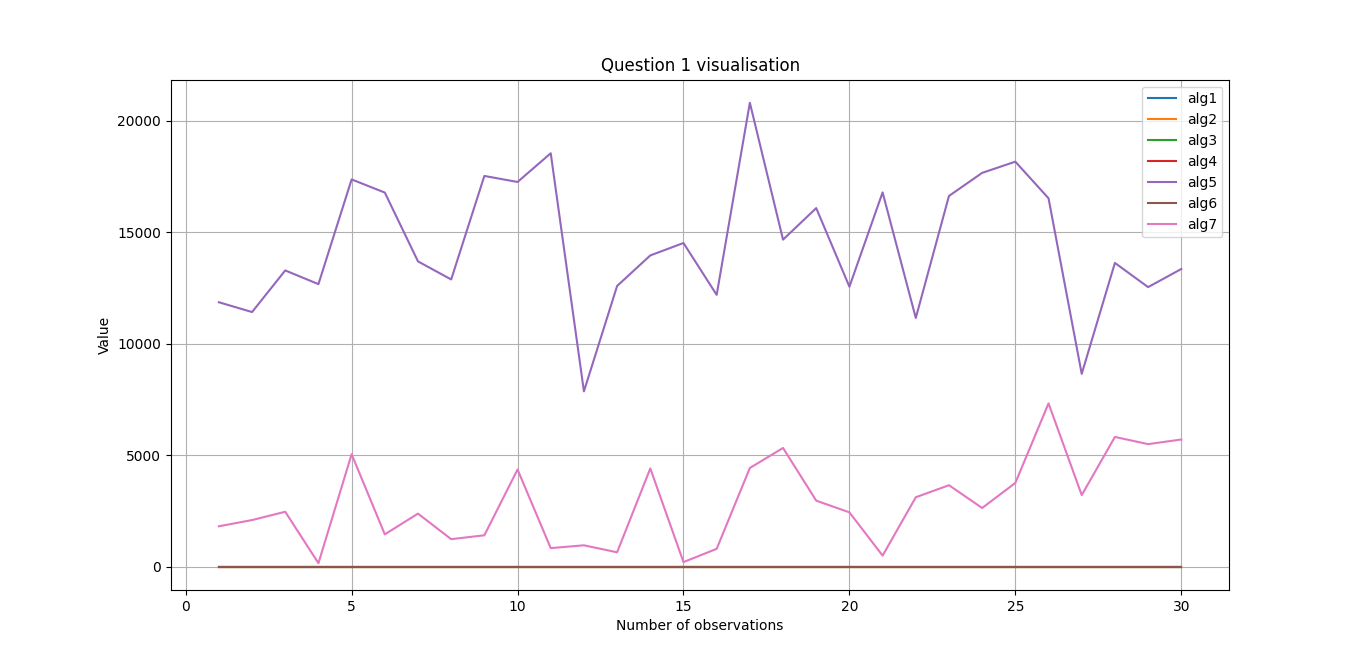 Question 1 visualisation
alg1
alg2
alg3
alg4
alg5
alg6
alg7
Value
20000
15000
10000
5000
0
0 5 10 15 20 25 30
Number of observations